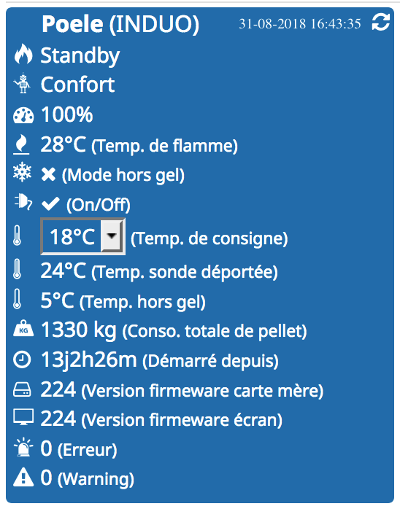 Poele (INDUO) 31-08-2018 16:43:35
Standby
Confort
100%
28°C (Temp. de flamme)
(Mode hors gel)
(On/Off)
18°C (Temp. de consigne)
24°C (Temp. sonde déportée)
5°C (Temp. hors gel)
KG 1330 kg (Conso. totale de pellet)
13j2h26m (Démarré depuis)
224 (Version firmeware carte mère)
224 (Version firmeware écran)
0 (Erreur)
0 (Warning)